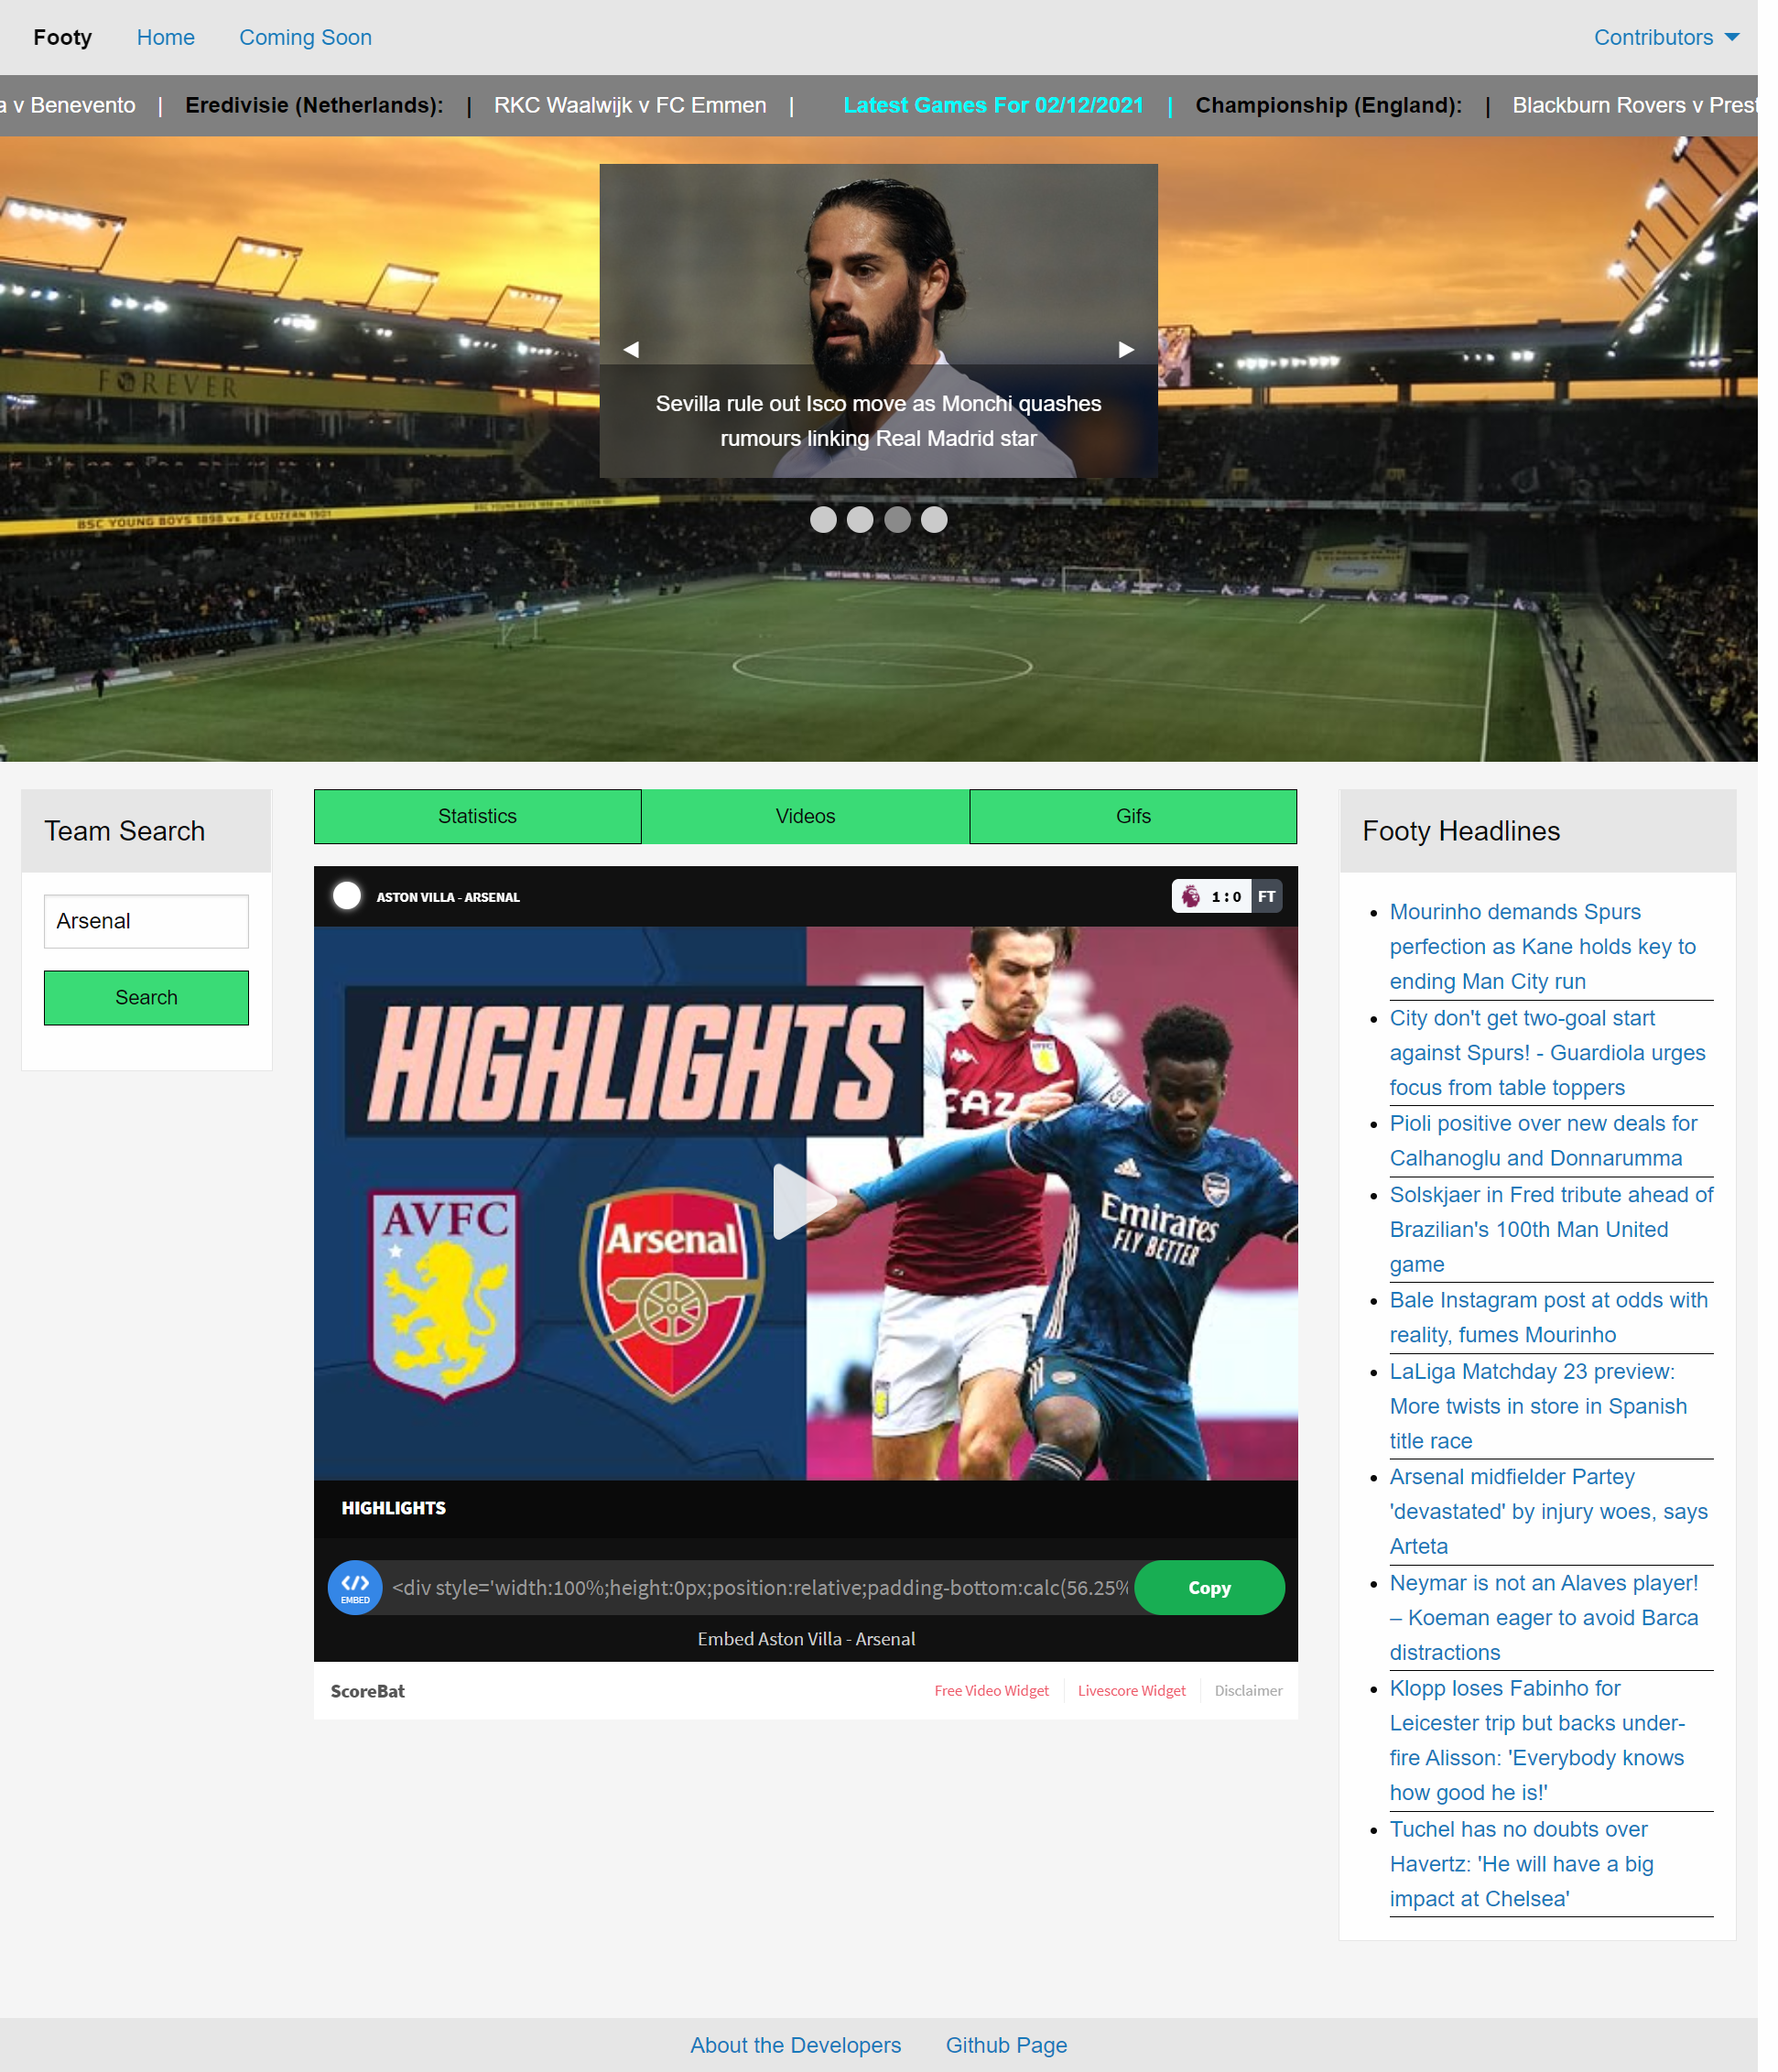 Footy Home Coming Soon Contributors
a v Benevento | Eredivisie (Netherlands): | RKC Waalwijk v FC Emmen | Latest Games For 02/12/2021 | Championship (England): | Blackburn Rovers v Prest
FOREVER
Sevilla rule out Isco move as Monchi quashes
rumours linking Real Madrid star
BSC YOUNG BOYS 1898 vs. FC LUZERN 1901
Team Search
Arsenal
Search
Statistics Videos Gifs
ASTON VILLA - ARSENAL 1 : 0 FT
HIGHLIGHTS
AVFC
Arsenal
CAZ
Emirates
FLY BETTER
HIGHLIGHTS
</> EMBED
<div style='width:100%;height:0px;position:relative;padding-bottom:calc(56.25%
Copy
Embed Aston Villa - Arsenal
ScoreBat Free Video Widget Livescore Widget Disclaimer
Footy Headlines
Mourinho demands Spurs
perfection as Kane holds key to
ending Man City run
City don't get two-goal start
against Spurs! - Guardiola urges
focus from table toppers
Pioli positive over new deals for
Calhanoglu and Donnarumma
Solskjaer in Fred tribute ahead of
Brazilian's 100th Man United
game
Bale Instagram post at odds with
reality, fumes Mourinho
LaLiga Matchday 23 preview:
More twists in store in Spanish
title race
Arsenal midfielder Partey
'devastated' by injury woes, says
Arteta
Neymar is not an Alaves player!
– Koeman eager to avoid Barca
distractions
Klopp loses Fabinho for
Leicester trip but backs under-
fire Alisson: 'Everybody knows
how good he is!'
Tuchel has no doubts over
Havertz: 'He will have a big
impact at Chelsea'
About the Developers Github Page